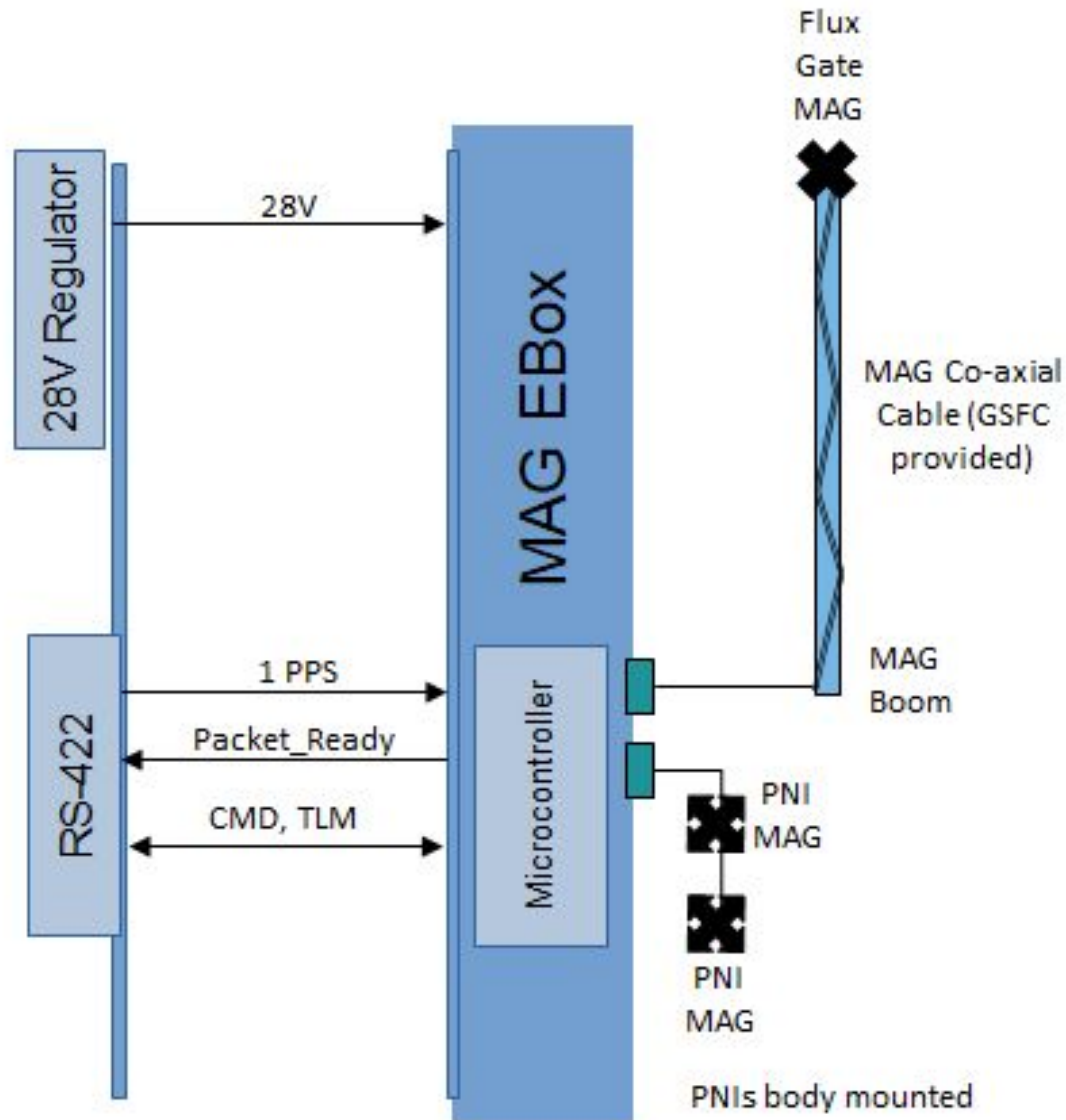 Flux
Gate
MAG
28V Regulator
28V
MAG EBox
MAG Co-axial
Cable (GSFC
provided)
RS-422
1 PPS
Packet_Ready
CMD, TLM
Microcontroller
MAG
Boom
PNI
MAG
PNI
MAG
PNIs body mounted